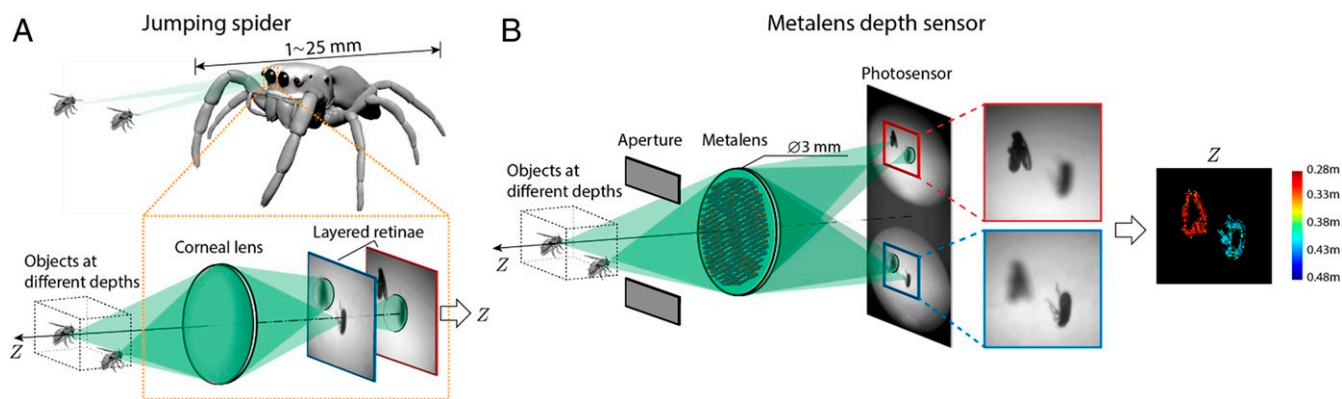 A
Jumping spider
1~25 mm
Objects at
different depths
Z
Corneal lens
Layered retinae
Z
B
Metalens depth sensor
Photosensor
Aperture
Metalens
Ø3 mm
Objects at
different depths
Z
Z
0.28m
0.33m
0.38m
0.43m
0.48m